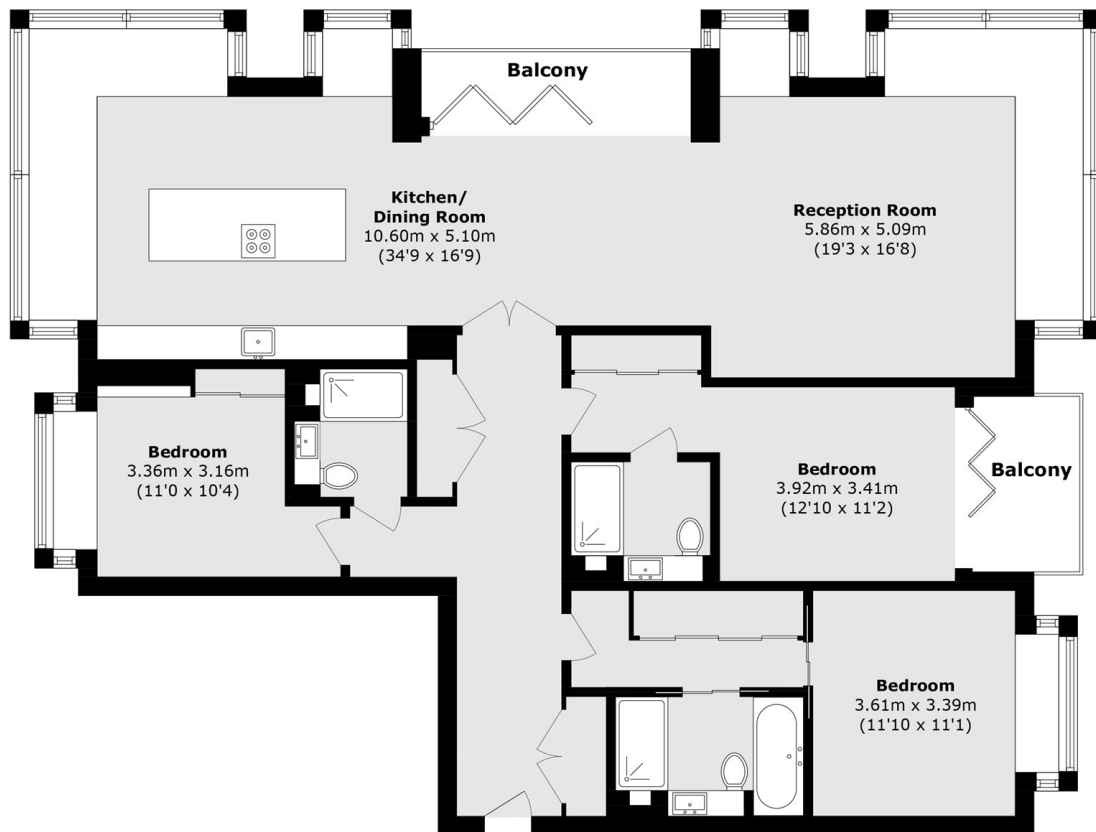 Balcony
Kitchen/
Dining Room
10.60m x 5.10m
(34'9 x 16'9)
Reception Room
5.86m x 5.09m
(19'3 x 16'8)
Bedroom
3.36m x 3.16m
(11'0 x 10'4)
Bedroom
3.92m x 3.41m
(12'10 x 11'2)
Balcony
Bedroom
3.61m x 3.39m
(11'10 x 11'1)